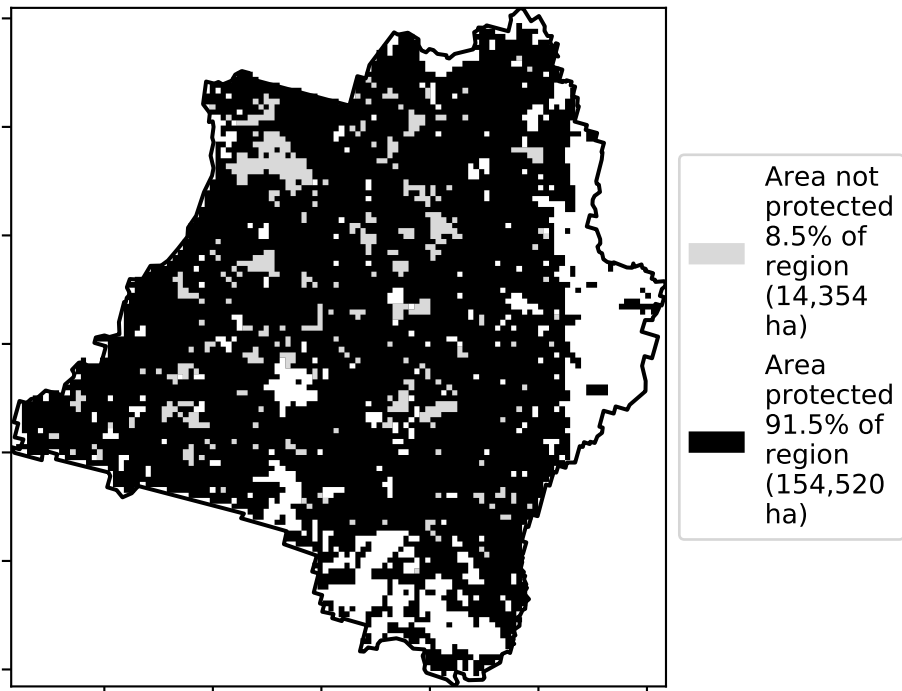 Area not
protected
8.5% of
region
(14,354
ha)
Area
protected
91.5% of
region
(154,520
ha)